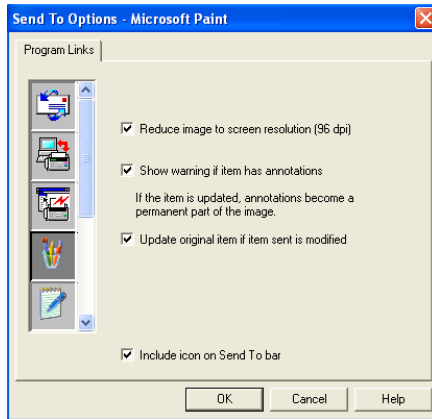 Send To Options - Microsoft Paint
Program Links
Reduce image to screen resolution (96 dpi)
Show warning if item has annotations
If the item is updated, annotations become a
permanent part of the image.
Update original item if item sent is modified
Include icon on Send To bar
OK Cancel Help